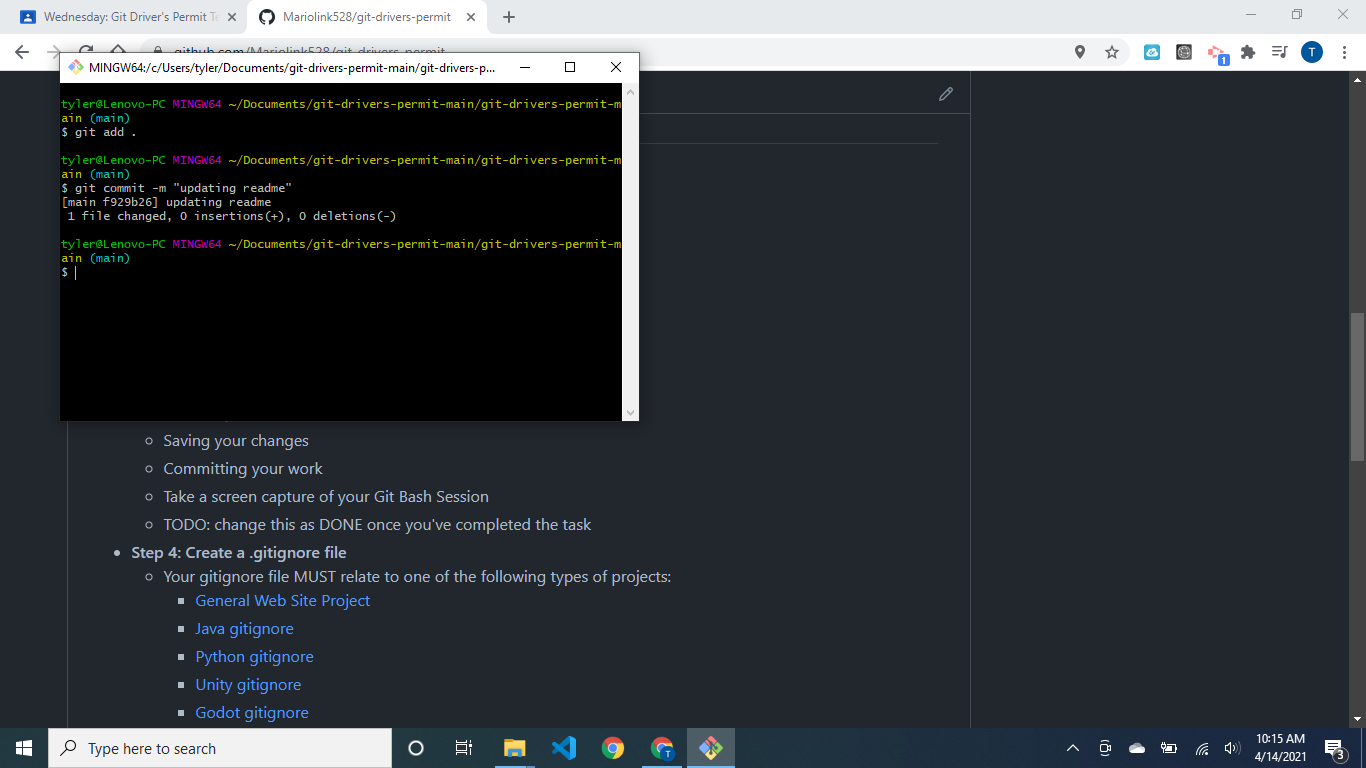 Wednesday: Git Driver's Permit Te
Mariolink528/git-drivers-permit
github.com/Mariolink528/git-drivers-permit
1
T
MINGW64:/c/Users/tyler/Documents/git-drivers-permit-main/git-drivers-p...
tyler@Lenovo-PC MINGW64 ~/Documents/git-drivers-permit-main/git-drivers-permit-m
ain (main)
$ git add .
tyler@Lenovo-PC MINGW64 ~/Documents/git-drivers-permit-main/git-drivers-permit-m
ain (main)
$ git commit -m "updating readme"
[main f929b26] updating readme
1 file changed, 0 insertions(+), 0 deletions(-)
tyler@Lenovo-PC MINGW64 ~/Documents/git-drivers-permit-main/git-drivers-permit-m
ain (main)
$
Saving your changes
Committing your work
Take a screen capture of your Git Bash Session
TODO: change this as DONE once you've completed the task
Step 4: Create a .gitignore file
Your gitignore file MUST relate to one of the following types of projects:
General Web Site Project
Java gitignore
Python gitignore
Unity gitignore
Godot gitignore
Type here to search
T
10:15 AM
4/14/2021
3